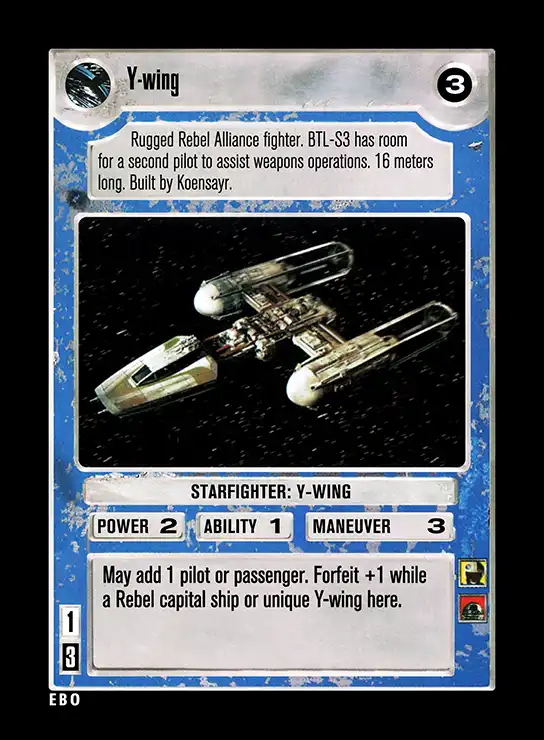 Y-wing
3
Rugged Rebel Alliance fighter. BTL-S3 has room
for a second pilot to assist weapons operations. 16 meters
long. Built by Koensayr.
STARFIGHTER: Y-WING
POWER 2 ABILITY 1 MANEUVER 3
May add 1 pilot or passenger. Forfeit +1 while
a Rebel capital ship or unique Y-wing here.
1
3
EBO